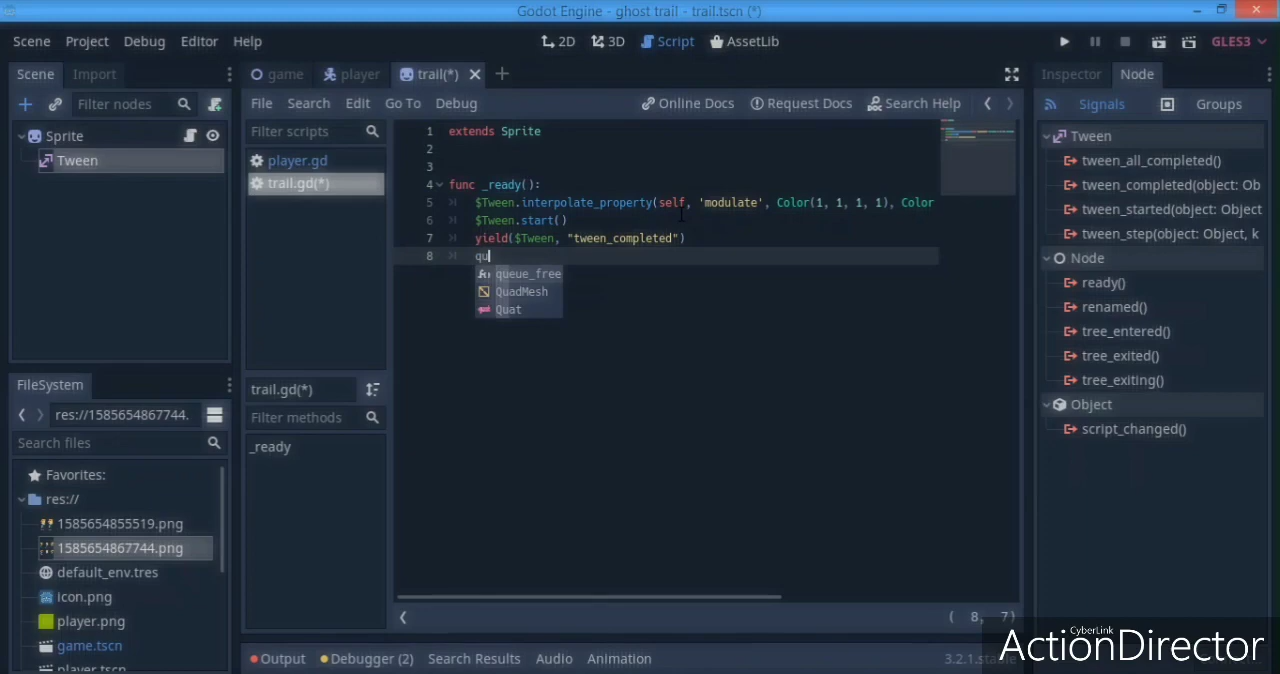 Godot Engine - ghost trail - trail.tscn (*)
Scene Project Debug Editor Help
2D 3D Script AssetLib
GLES3
Scene Import
game player trail(*)
Inspector Node
Filter nodes
File Search Edit Go To Debug
Online Docs Request Docs Search Help
Signals Groups
Sprite
Tween
Filter scripts
player.gd
trail.gd(*)
1 extends Sprite
2
3
4 func _ready():
5 $Tween.interpolate_property(self, 'modulate', Color(1, 1, 1, 1), Color
6 $Tween.start()
7 yield($Tween, "tween_completed")
8 qu
queue_free
QuadMesh
Quat
Tween
tween_all_completed()
tween_completed(object: Ob
tween_started(object: Object
tween_step(object: Object, k
Node
ready()
renamed()
tree_entered()
tree_exited()
tree_exiting()
Object
script_changed()
FileSystem
res://1585654867744.
Search files
Favorites:
res://
1585654855519.png
1585654867744.png
default_env.tres
icon.png
player.png
game.tscn
player.tscn
trail.gd(*)
Filter methods
_ready
( 8, 7)
Output Debugger (2) Search Results Audio Animation
3.2.1.stable
CyberLink
ActionDirector